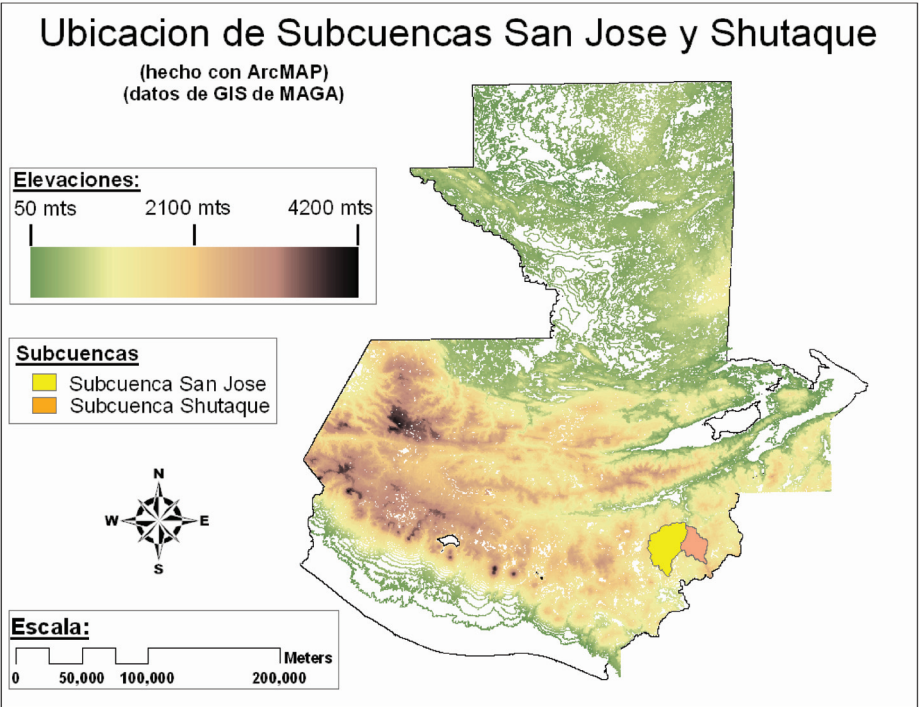 Ubicacion de Subcuencas San Jose y Shutaque
(hecho con ArcMAP)
(datos de GIS de MAGA)
Elevaciones:
50 mts 2100 mts 4200 mts
Subcuencas
Subcuenca San Jose
Subcuenca Shutaque
N
W E
S
Escala:
Meters
0 50,000 100,000 200,000